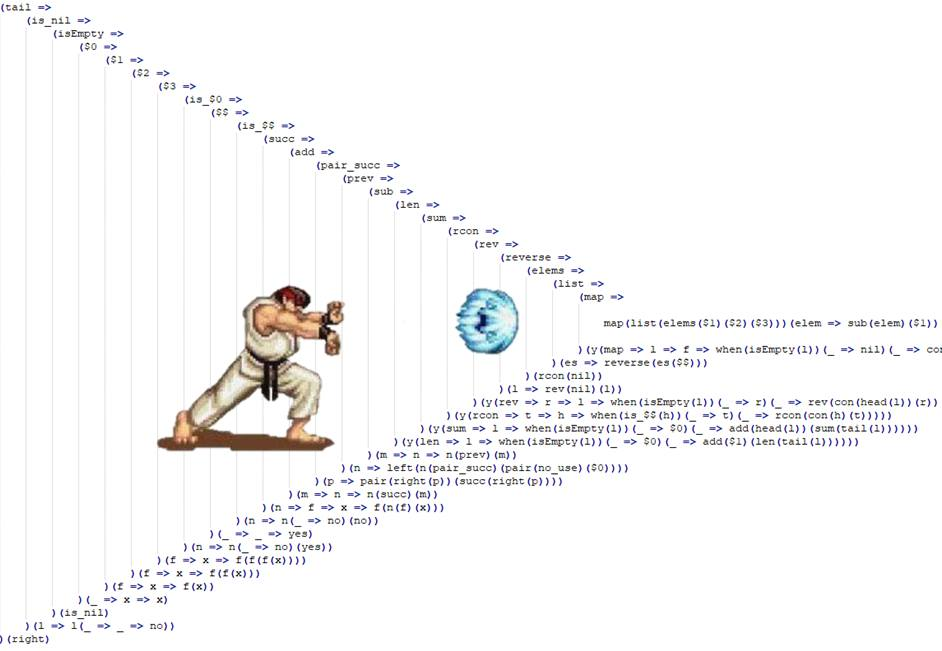 (tail =>
(is_nil =>
(isEmpty =>
($0 =>
($1 =>
($2 =>
($3 =>
(is_$0 =>
($$ =>
(is_$$ =>
(succ =>
(add =>
(pair_succ =>
(prev =>
(sub =>
(len =>
(sum =>
(rcon =>
(rev =>
(reverse =>
(elems =>
(list =>
(map =>
map(list(elems($1)($2)($3)))(elem => sub(elem)($1))
)(y(map => l => f => when(isEmpty(l))(_ => nil)(_ => con
)(es => reverse(es($$)))
)(rcon(nil))
)(l => rev(nil)(l))
)(y(rev => r => l => when(isEmpty(l))(_ => r)(_ => rev(con(head(l))(r))
)(y(rcon => t => h => when(is_$$(h))(_ => t)(_ => rcon(con(h)(t)))))
)(y(sum => l => when(isEmpty(l))(_ => $0)(_ => add(head(l))(sum(tail(l))))))
)(y(len => l => when(isEmpty(l))(_ => $0)(_ => add($1)(len(tail(l))))))
)(m => n => n(prev)(m))
)(n => left(n(pair_succ)(pair(no_use)($0))))
)(p => pair(right(p))(succ(right(p))))
)(m => n => n(succ)(m))
)(n => f => x => f(n(f)(x)))
)(n => n(_ => no)(no))
)(_ => _ => yes)
)(n => n(_ => no)(yes))
)(f => x => f(f(f(x))))
)(f => x => f(f(x)))
)(f => x => f(x))
)(_ => x => x)
)(is_nil)
)(l => l(_ => _ => no))
)(right)